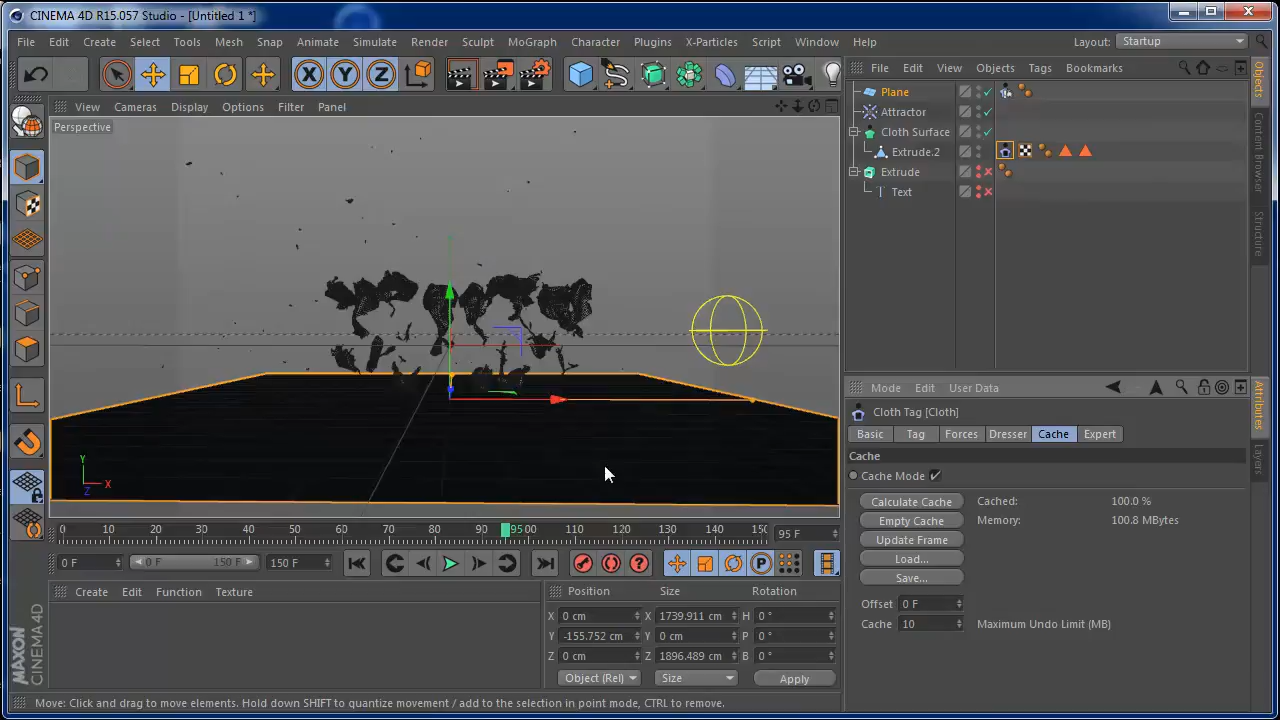 CINEMA 4D R15.057 Studio - [Untitled 1 *]
File Edit Create Select Tools Mesh Snap Animate Simulate Render Sculpt MoGraph Character Plugins X-Particles Script Window Help
Layout: Startup
X Y Z
File Edit View Objects Tags Bookmarks
View Cameras Display Options Filter Panel
Perspective
Plane
Attractor
Cloth Surface
Extrude.2
Extrude
Text
Objects
Content Browser
Structure
Mode Edit User Data
Cloth Tag [Cloth]
Basic Tag Forces Dresser Cache Expert
Cache
Cache Mode
Calculate Cache Cached: 100.0 %
Empty Cache Memory: 100.8 MBytes
Update Frame
Load...
Save...
Offset 0 F
Cache 10 Maximum Undo Limit (MB)
Attributes
Layers
Y
X
Z
0 10 20 30 40 50 60 70 80 90 95 100 110 120 130 140 150
95 F
0 F 0 F 150 F 150 F
P
Create Edit Function Texture
Position Size Rotation
X 0 cm X 1739.911 cm H 0 °
Y -155.752 cm Y 0 cm P 0 °
Z 0 cm Z 1896.489 cm B 0 °
Object (Rel) Size Apply
MAXON
CINEMA 4D
Move: Click and drag to move elements. Hold down SHIFT to quantize movement / add to the selection in point mode, CTRL to remove.